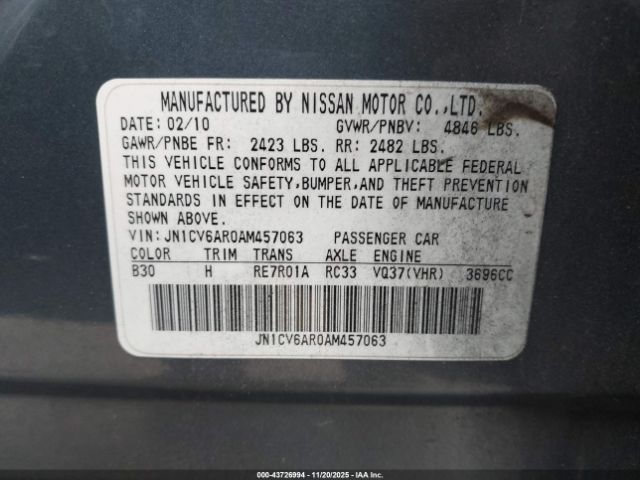 MANUFACTURED BY NISSAN MOTOR CO.,LTD.
DATE: 02/10 GVWR/PNBV: 4846 LBS.
GAWR/PNBE FR: 2423 LBS. RR: 2482 LBS.
THIS VEHICLE CONFORMS TO ALL APPLICABLE FEDERAL
MOTOR VEHICLE SAFETY,BUMPER,AND THEFT PREVENTION
STANDARDS IN EFFECT ON THE DATE OF MANUFACTURE
SHOWN ABOVE.
VIN: JN1CV6AR0AM457063 PASSENGER CAR
COLOR TRIM TRANS AXLE ENGINE
B30 H RE7R01A RC33 VQ37(VHR) 3696CC
JN1CV6AR0AM457063
000-43726994 - 11/20/2025 - IAAI Inc.